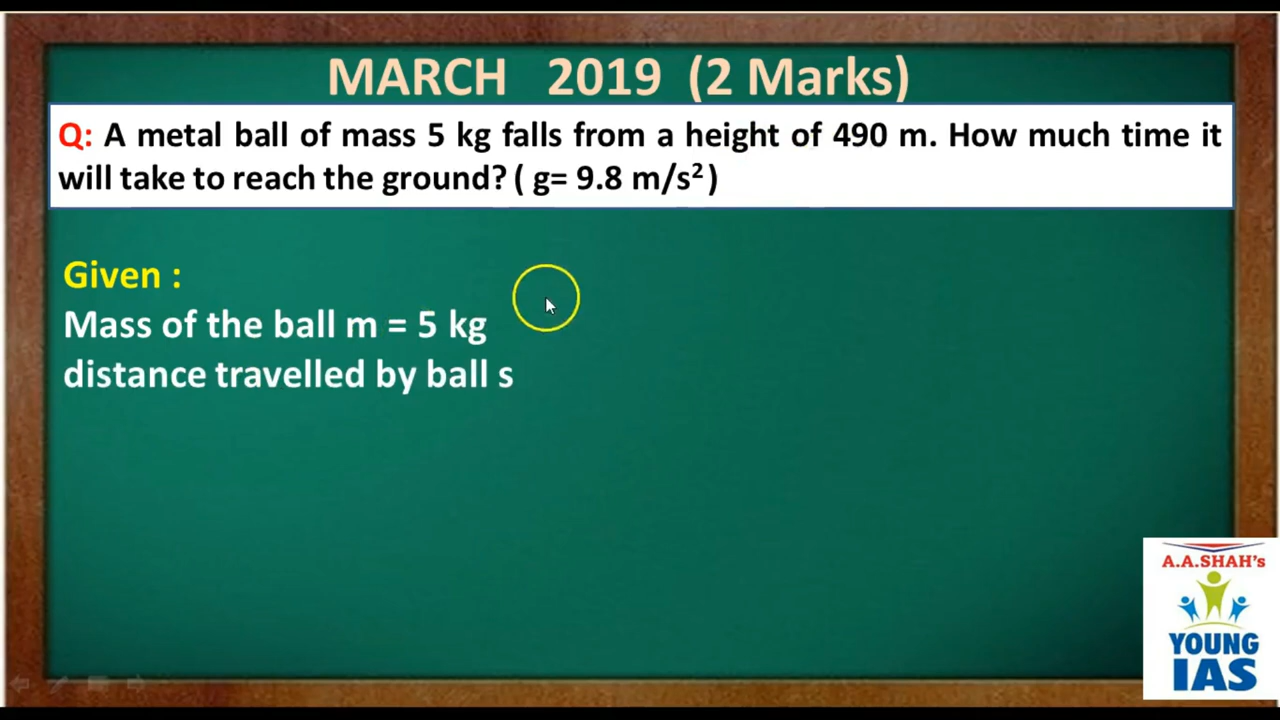 MARCH 2019 (2 Marks)
Q: A metal ball of mass 5 kg falls from a height of 490 m. How much time it
will take to reach the ground? ( g= 9.8 m/s² )
Given :
Mass of the ball m = 5 kg
distance travelled by ball s
A.A.SHAH's
YOUNG
IAS